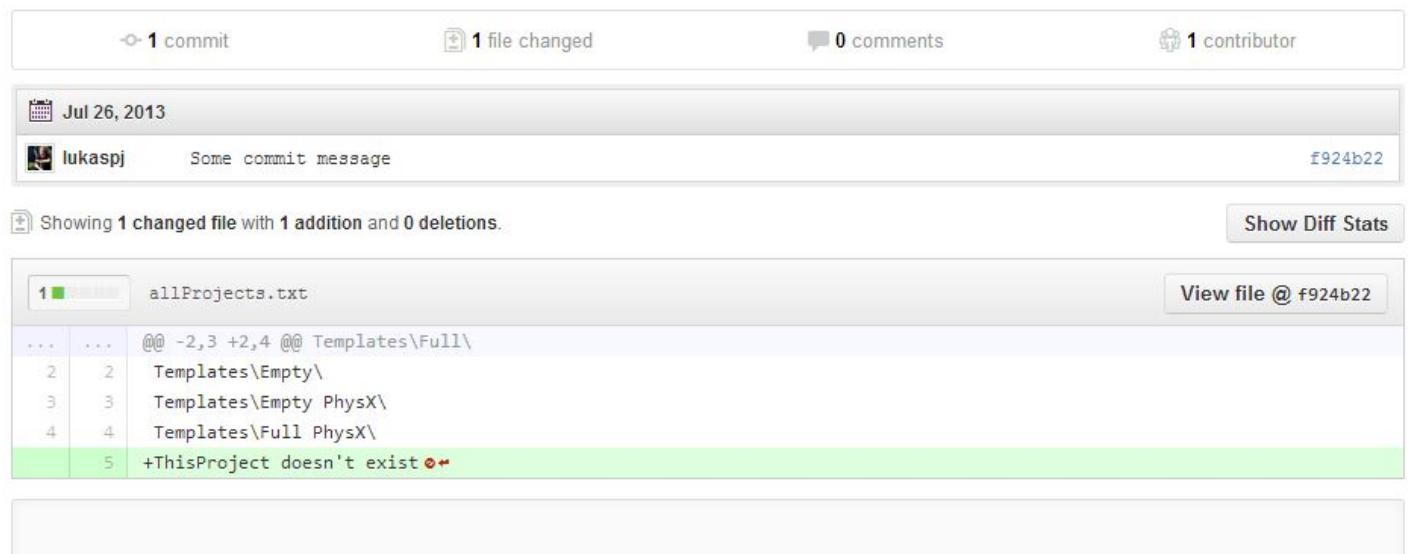 1 commit 1 file changed 0 comments 1 contributor
Jul 26, 2013
lukaspj Some commit message f924b22
Showing 1 changed file with 1 addition and 0 deletions. Show Diff Stats
1 allProjects.txt View file @ f924b22
... ... @@ -2,3 +2,4 @@ Templates\Full\
2 2 Templates\Empty\
3 3 Templates\Empty PhysX\
4 4 Templates\Full PhysX\
5 +ThisProject doesn't exist